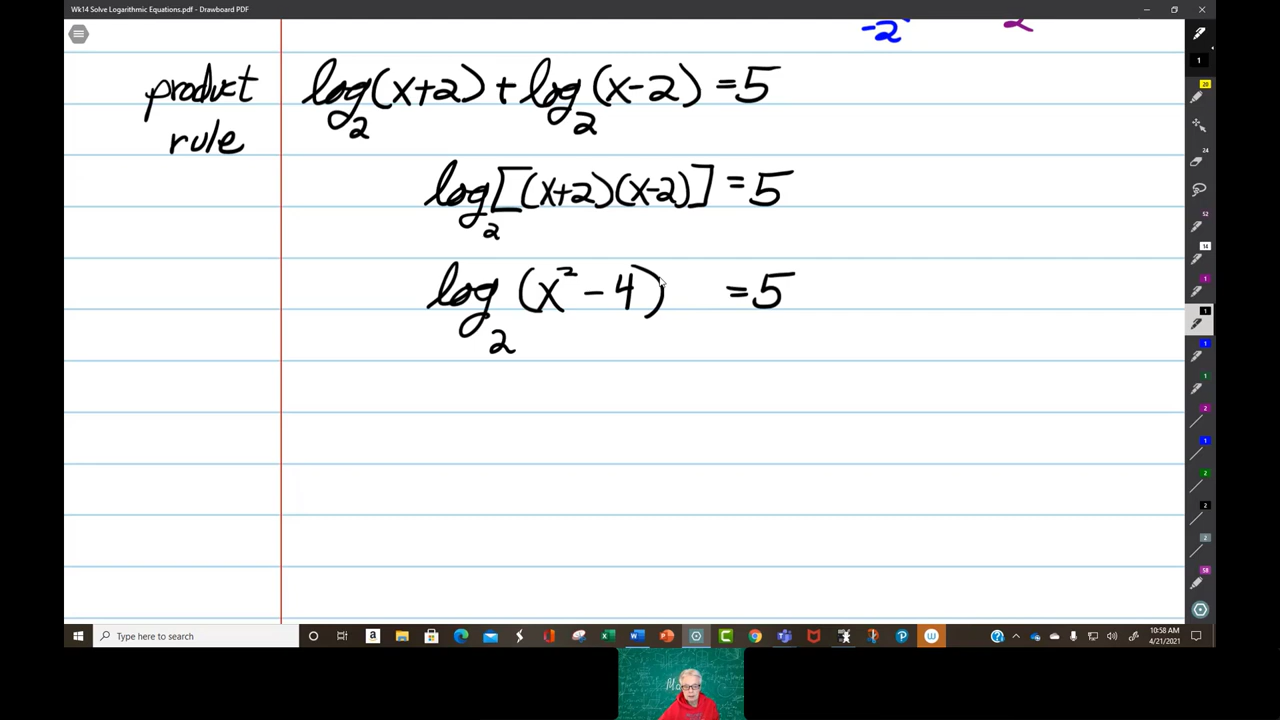 Wk14 Solve Logarithmic Equations.pdf - Drawboard PDF
-2
2
product rule
log₂(x+2) + log₂(x-2) = 5
log₂[(x+2)(x-2)] = 5
log₂(x² - 4) = 5
Type here to search
10:58 AM
4/21/2021